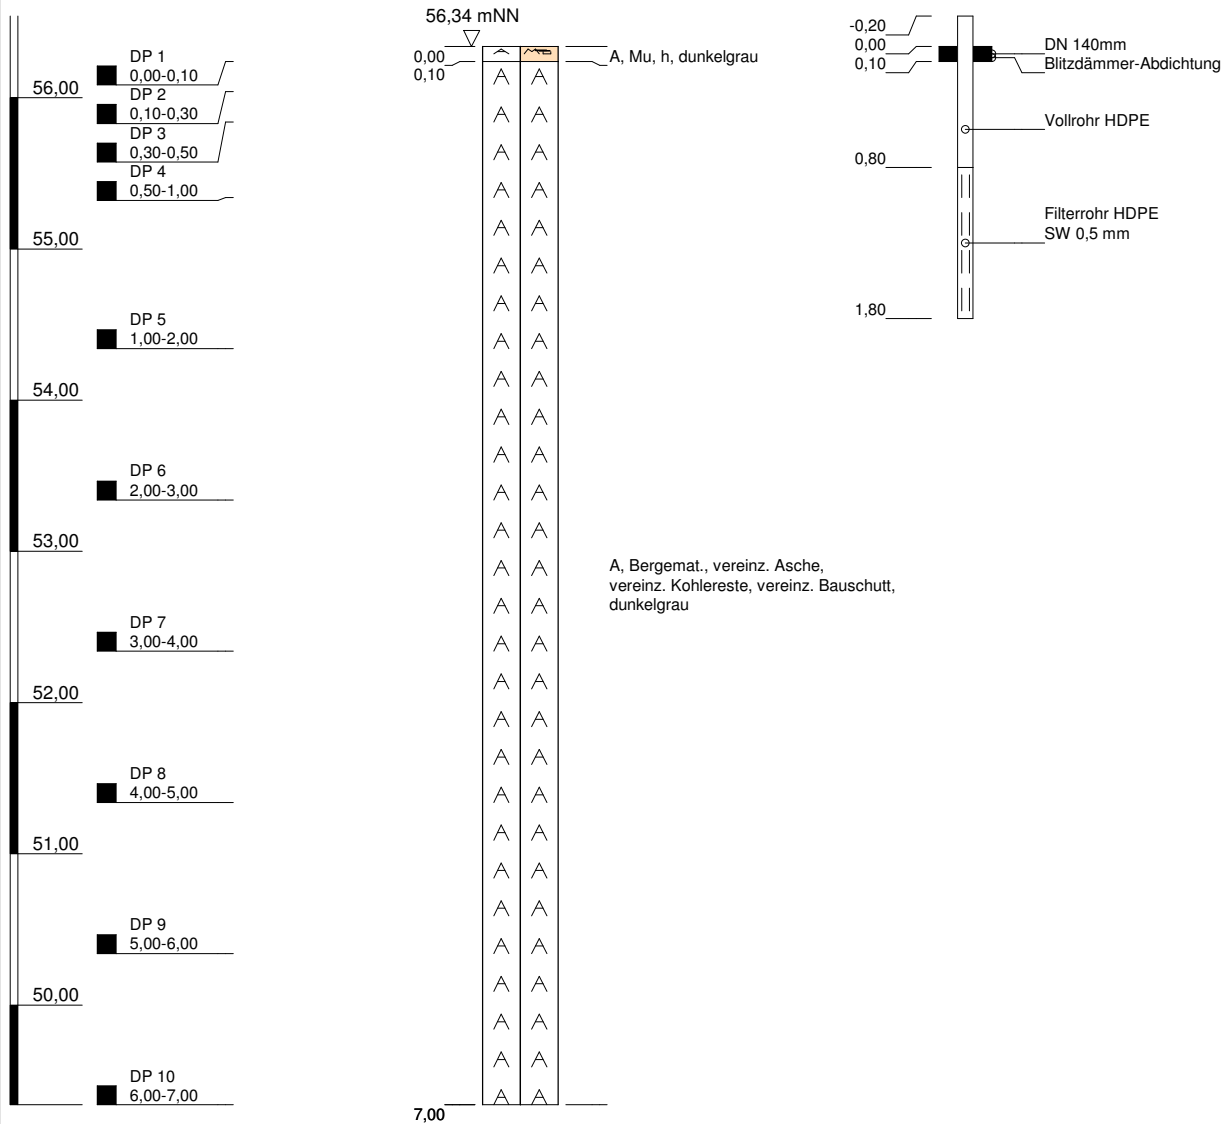 56,34 mNN
56,00
55,00
54,00
53,00
52,00
51,00
50,00
DP 1
0,00-0,10
DP 2
0,10-0,30
DP 3
0,30-0,50
DP 4
0,50-1,00
DP 5
1,00-2,00
DP 6
2,00-3,00
DP 7
3,00-4,00
DP 8
4,00-5,00
DP 9
5,00-6,00
DP 10
6,00-7,00
0,00
0,10
7,00
A, Mu, h, dunkelgrau
A, Bergemat., vereinz. Asche,
vereinz. Kohlereste, vereinz. Bauschutt,
dunkelgrau
-0,20
0,00
0,10
0,80
1,80
DN 140mm
Blitzdämmer-Abdichtung
Vollrohr HDPE
Filterrohr HDPE
SW 0,5 mm